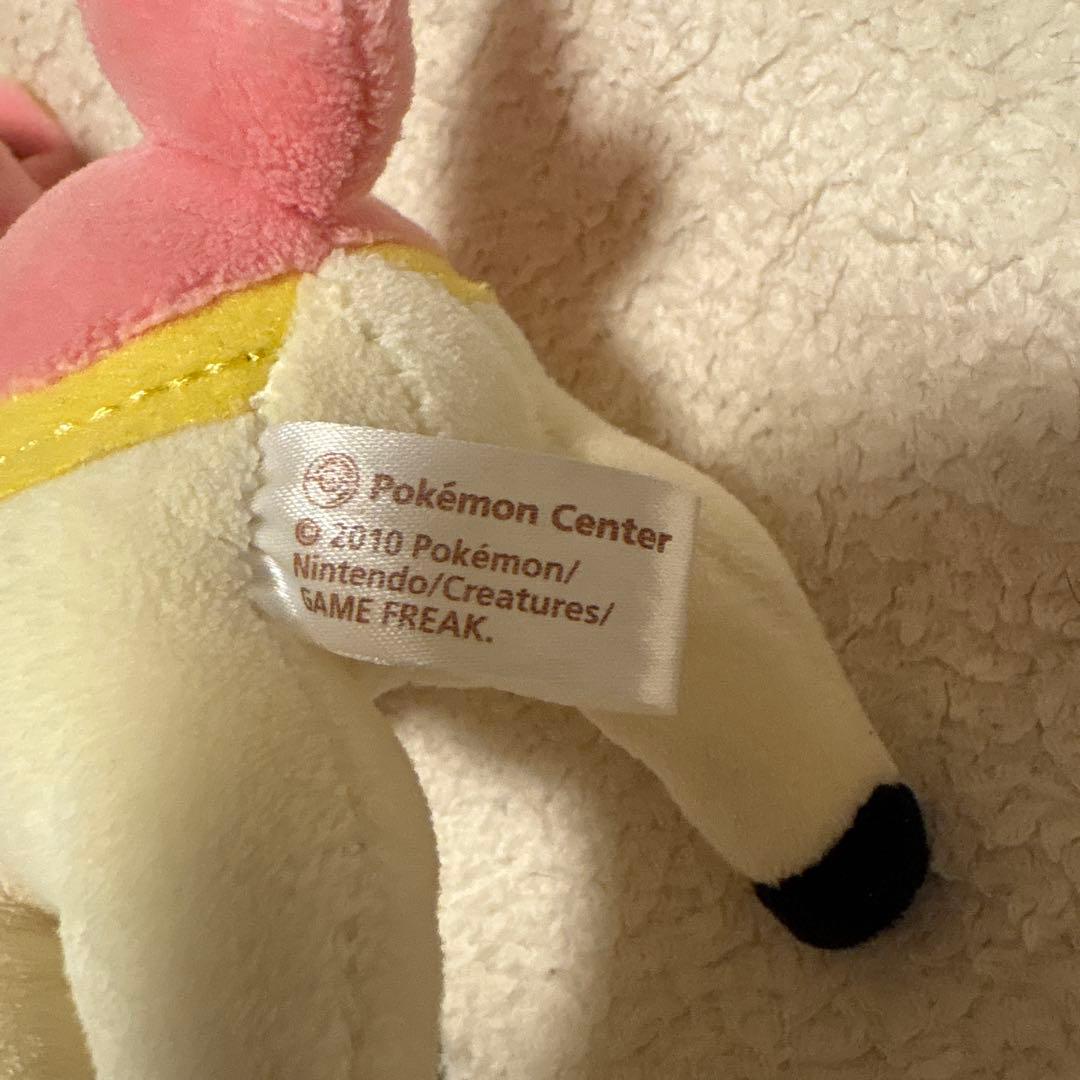 Pokémon Center
© 2010 Pokémon/
Nintendo/Creatures/
GAME FREAK.